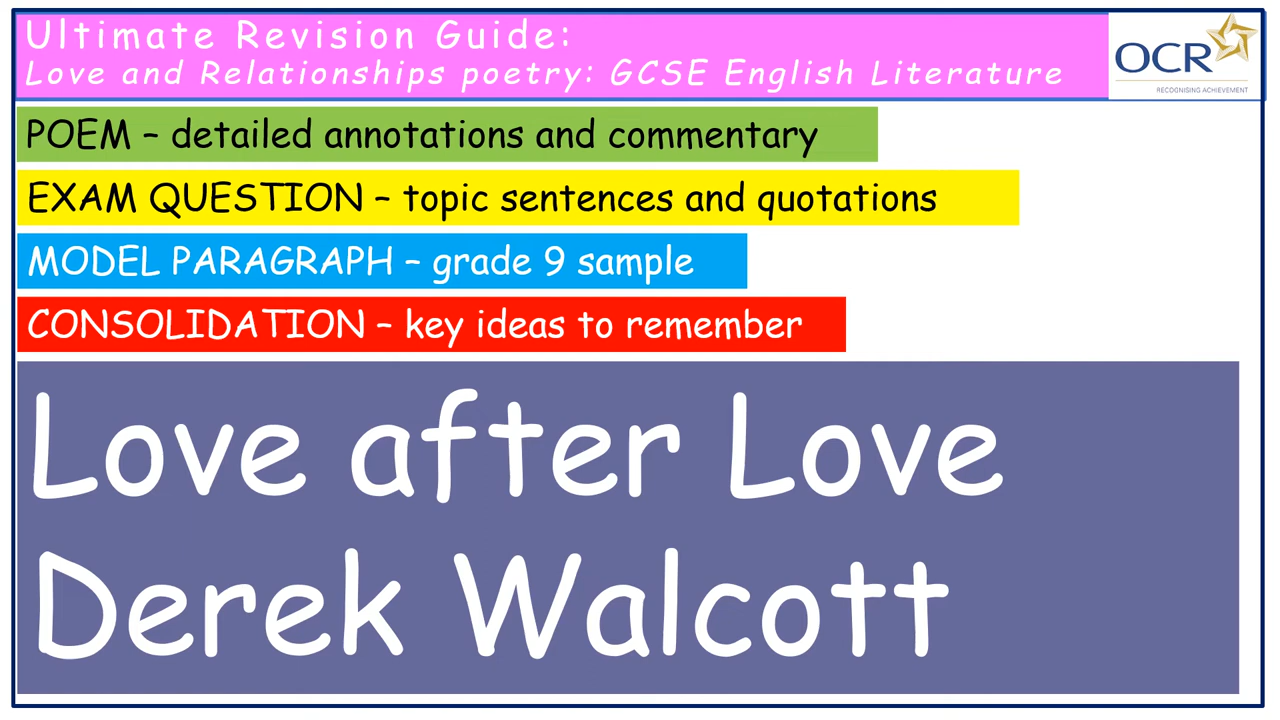 Ultimate Revision Guide:
Love and Relationships poetry: GCSE English Literature
OCR
RECOGNISING ACHIEVEMENT
POEM – detailed annotations and commentary
EXAM QUESTION – topic sentences and quotations
MODEL PARAGRAPH – grade 9 sample
CONSOLIDATION – key ideas to remember
Love after Love
Derek Walcott